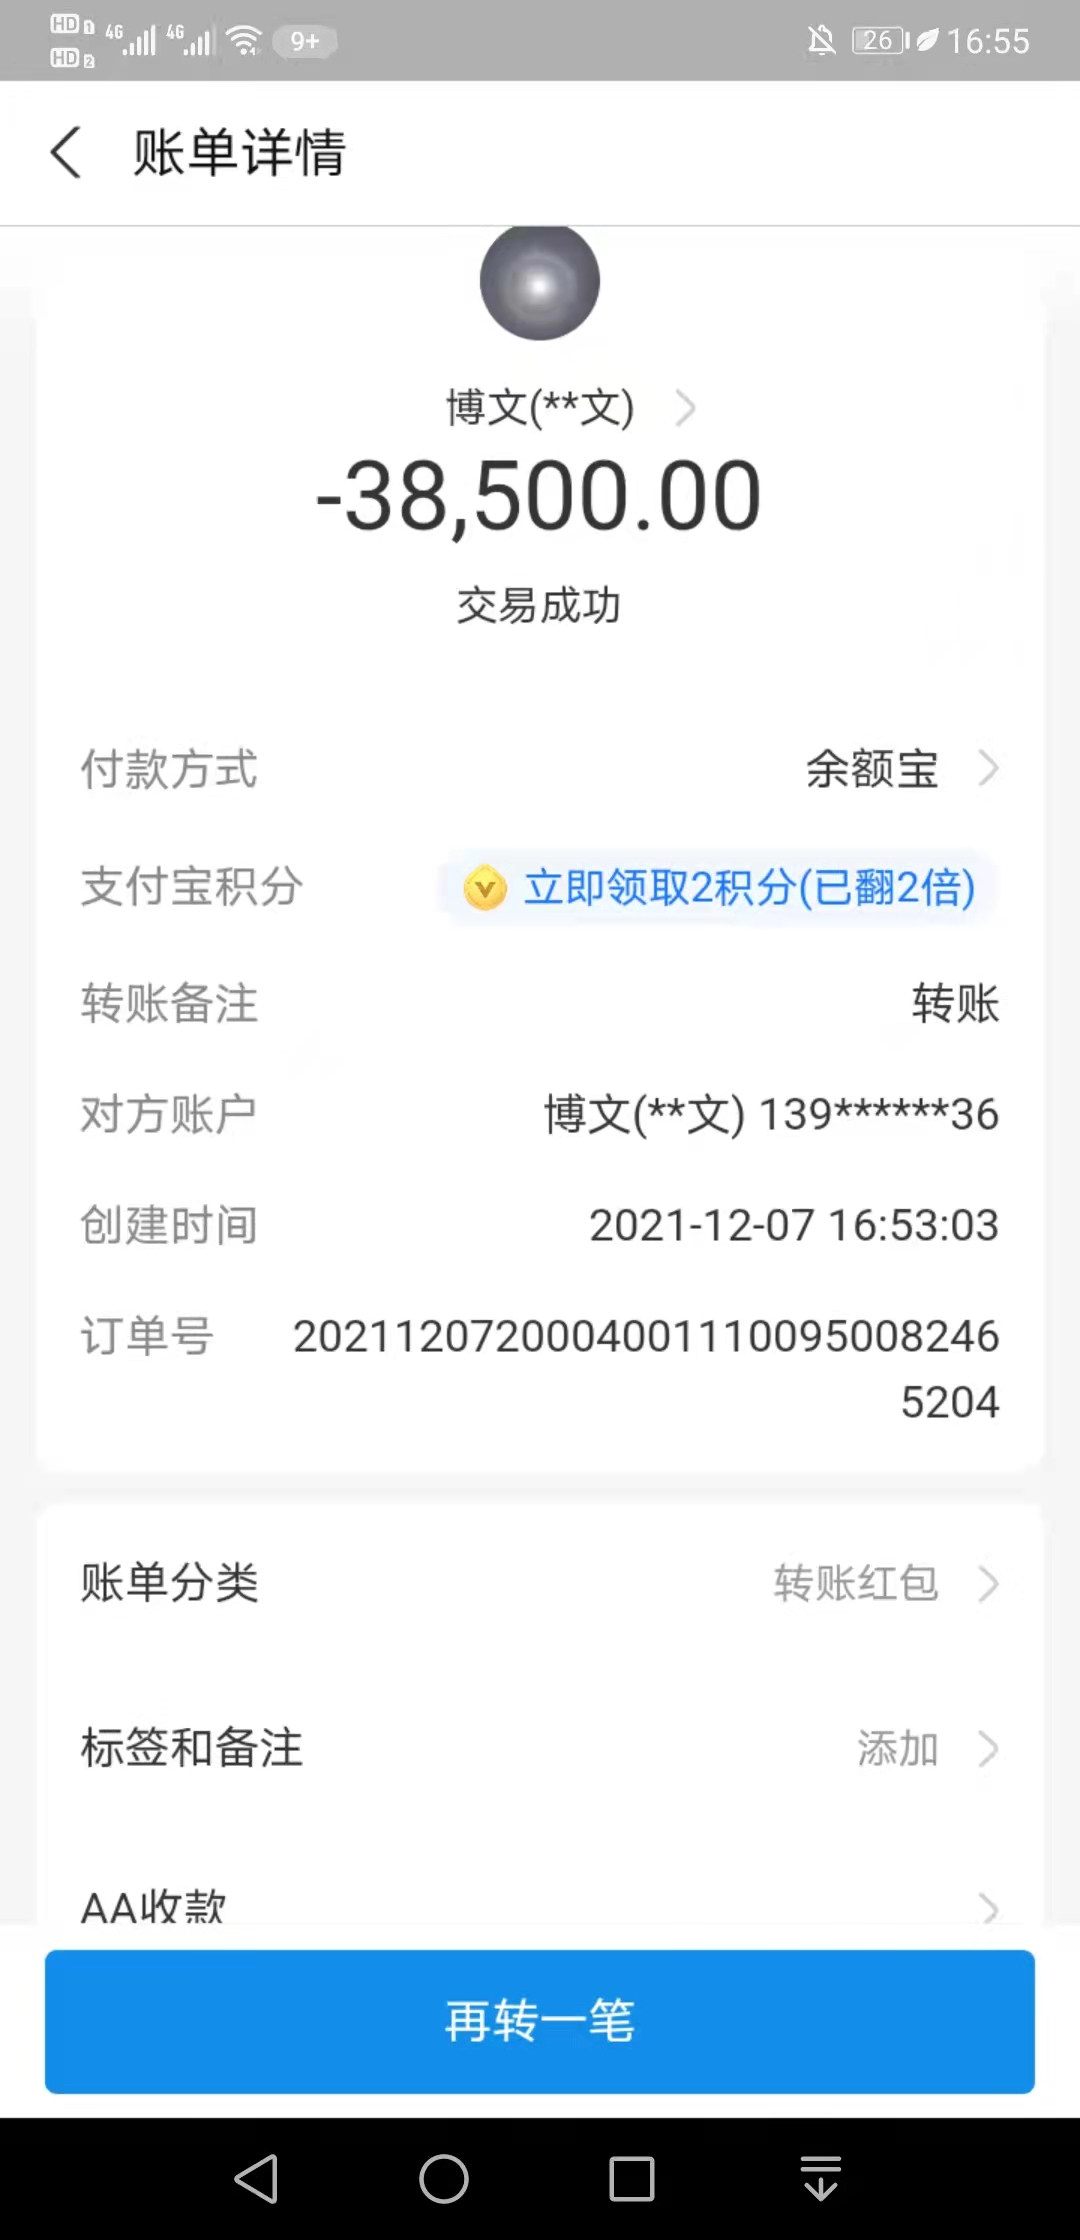 HD 1 4G 4G 9+ 26 16:55
HD 2
账单详情
博文(**文)
-38,500.00
交易成功
付款方式 余额宝
支付宝积分 立即领取2积分(已翻2倍)
转账备注 转账
对方账户 博文(**文) 139******36
创建时间 2021-12-07 16:53:03
订单号 2021120720004001110095008246
5204
账单分类 转账红包
标签和备注 添加
AA收款
再转一笔